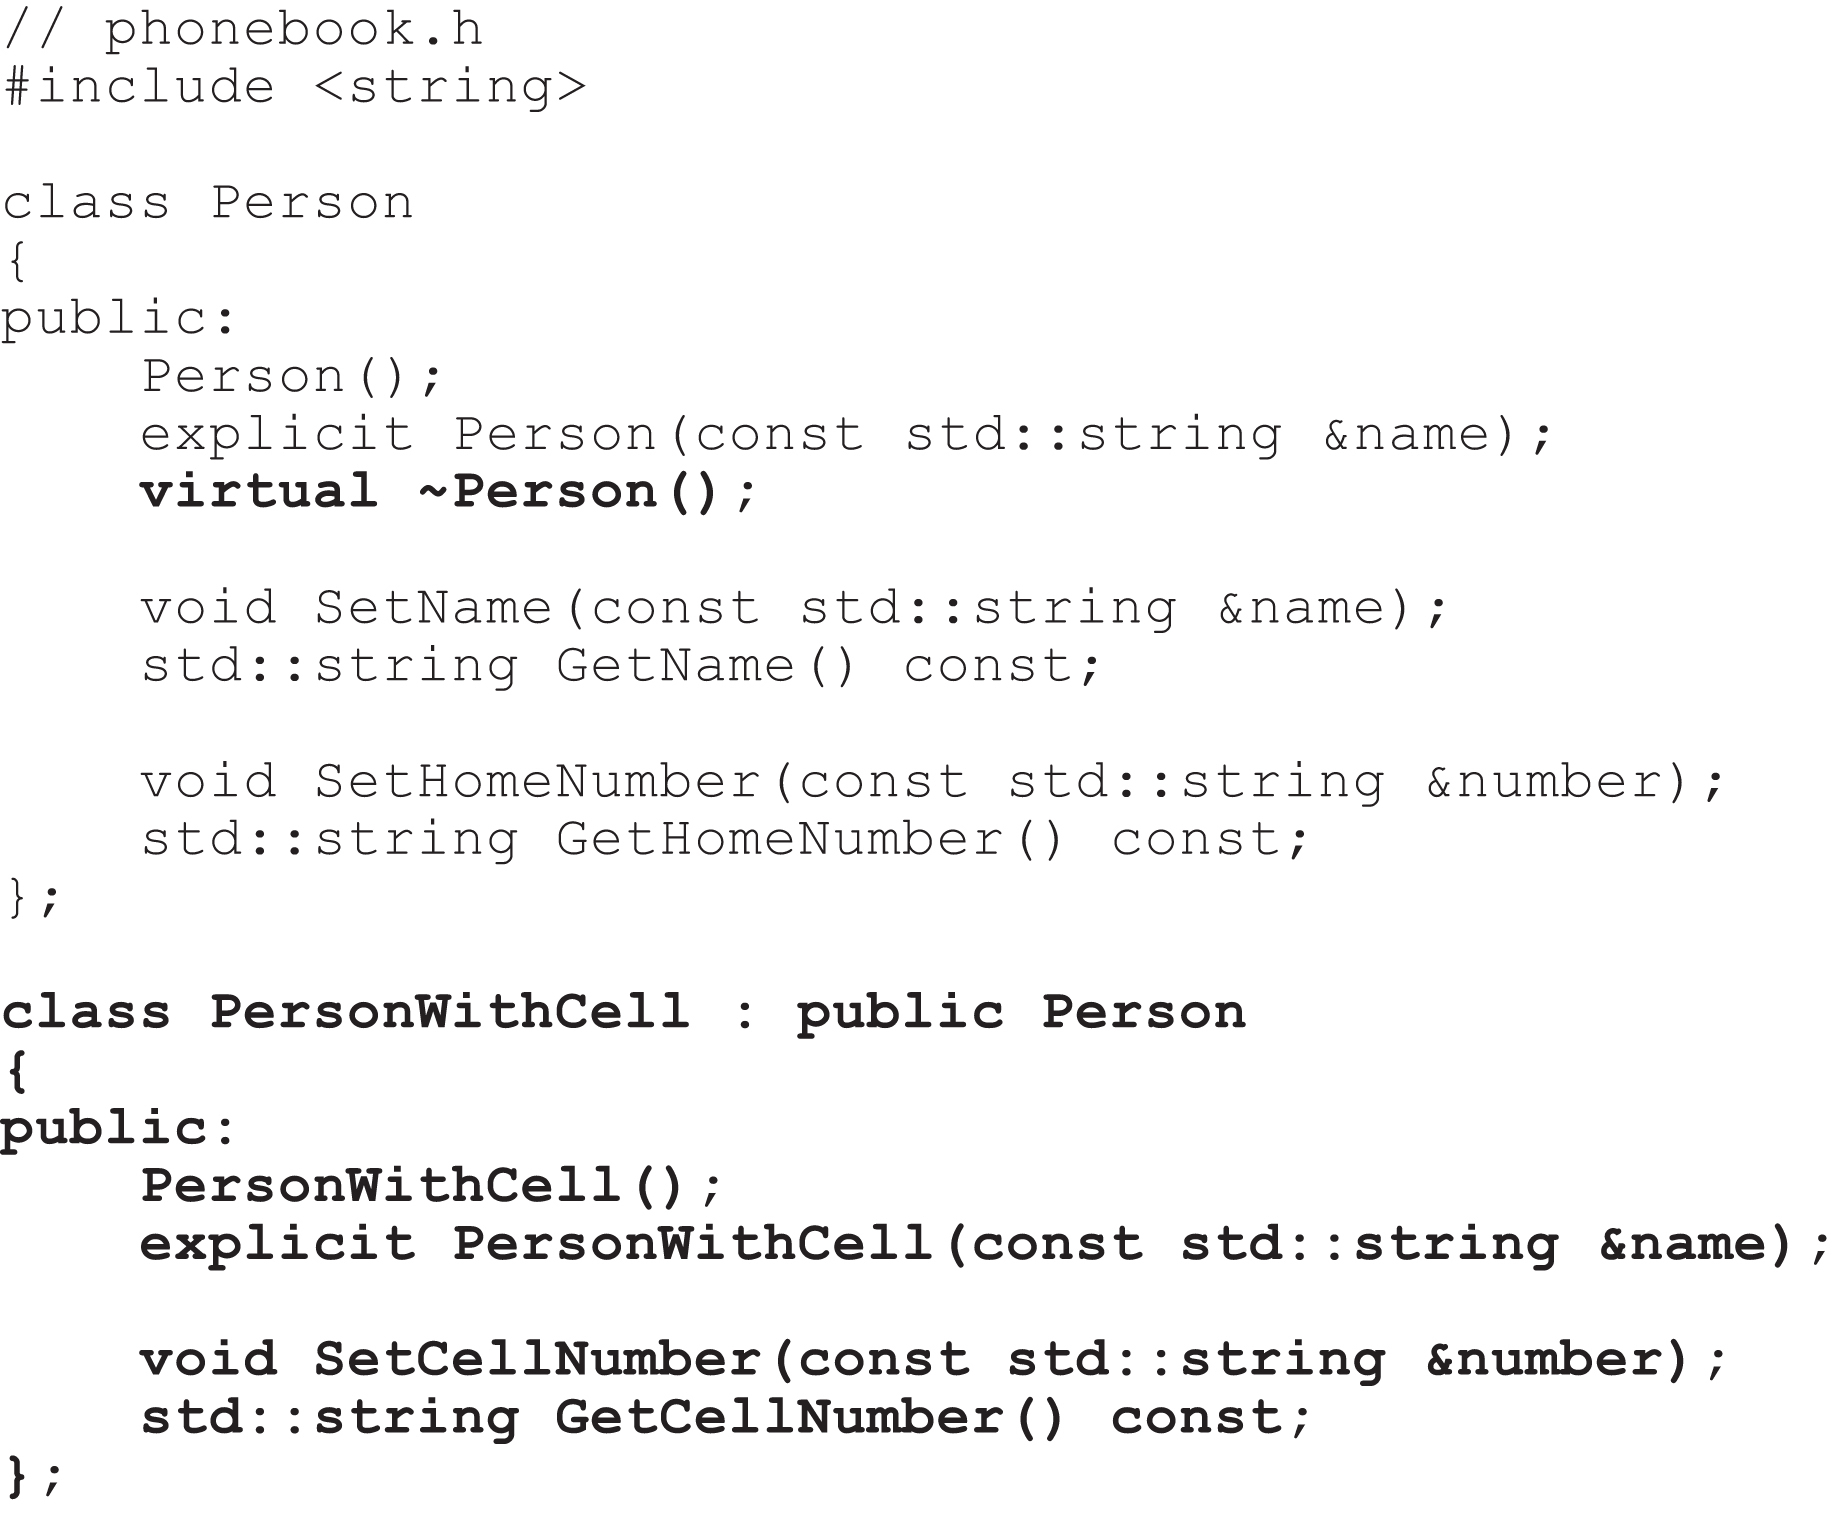 // phonebook.h
#include <string>

class Person
{
public:
    Person();
    explicit Person(const std::string &name);
    virtual ~Person();

    void SetName(const std::string &name);
    std::string GetName() const;

    void SetHomeNumber(const std::string &number);
    std::string GetHomeNumber() const;
};

class PersonWithCell : public Person
{
public:
    PersonWithCell();
    explicit PersonWithCell(const std::string &name);

    void SetCellNumber(const std::string &number);
    std::string GetCellNumber() const;
};